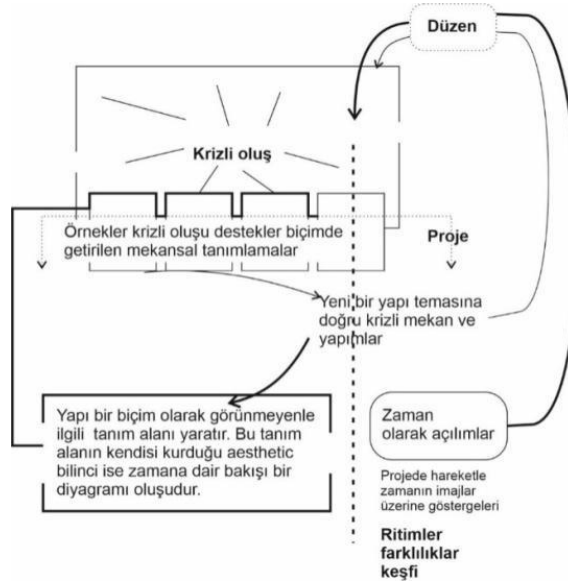 Düzen
Krizli oluş
Örnekler krizli oluşu destekler biçimde
getirilen mekansal tanımlamalar
Proje
Yeni bir yapı temasına
doğru krizli mekan ve
yapımlar
Yapı bir biçim olarak görünmeyenle
ilgili tanım alanı yaratır. Bu tanım
alanın kendisi kurduğu aesthetic
bilinci ise zamana dair bakışı bir
diyagramı oluşudur.
Zaman
olarak açılımlar
Projede hareketle
zamanın imajlar
üzerine göstergeleri
Ritimler
farklılıklar
keşfi